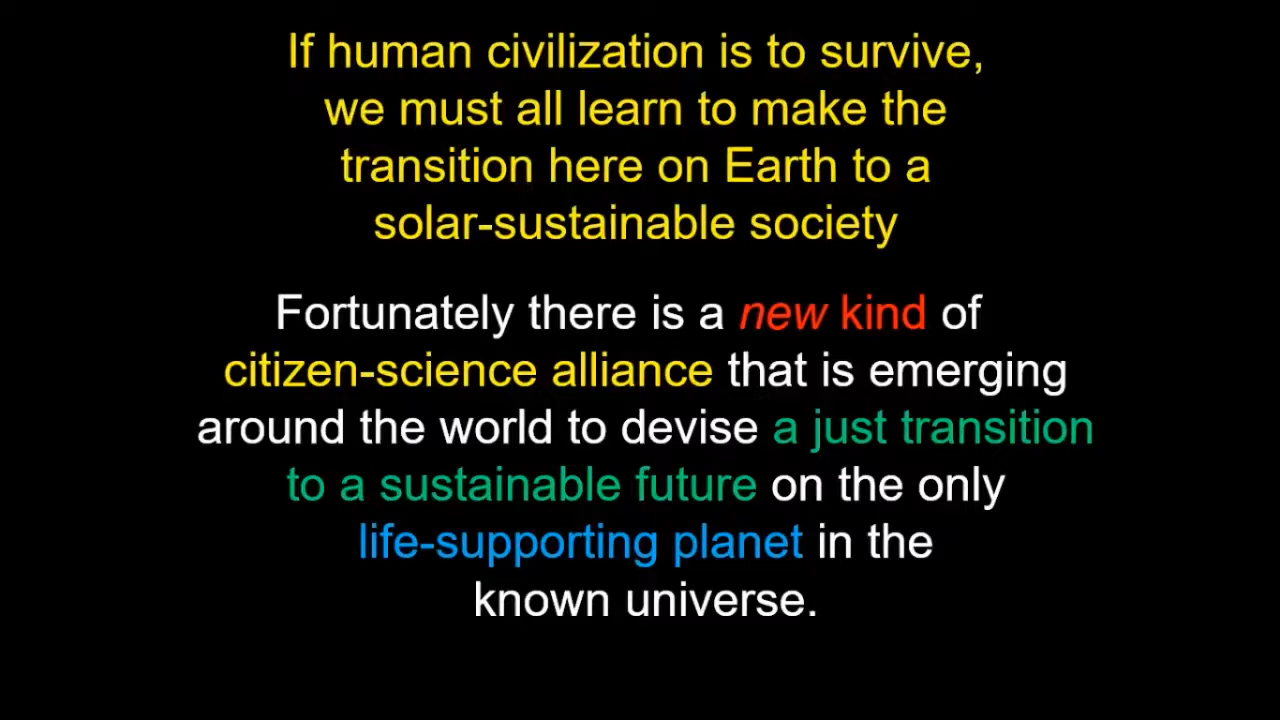 If human civilization is to survive,
we must all learn to make the
transition here on Earth to a
solar-sustainable society
Fortunately there is a new kind of
citizen-science alliance that is emerging
around the world to devise a just transition
to a sustainable future on the only
life-supporting planet in the
known universe.